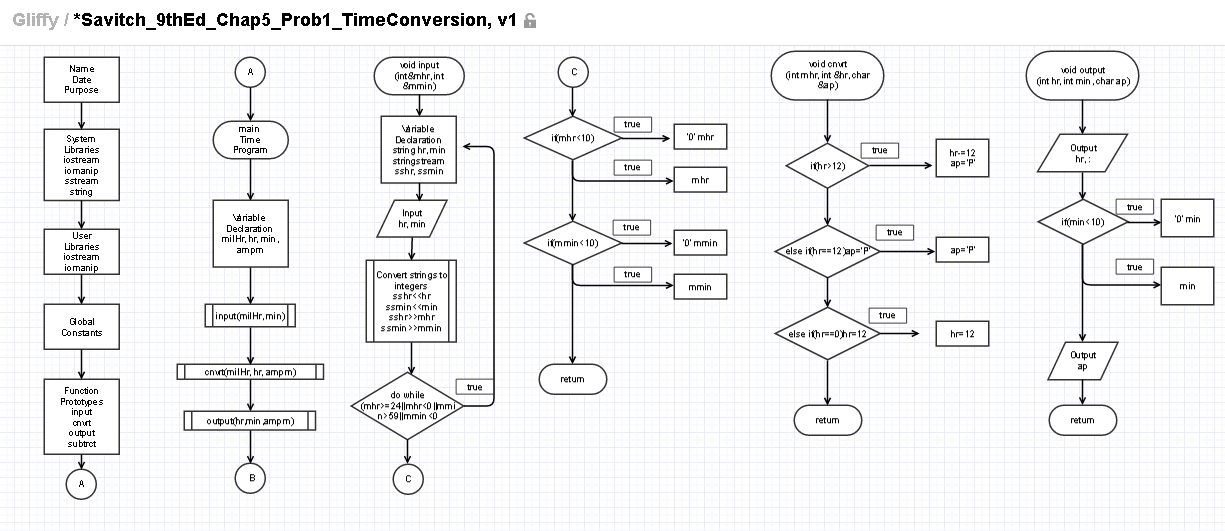 Gliffy / *Savitch_9thEd_Chap5_Prob1_TimeConversion, v1
Name
Date
Purpose
System
Libraries
iostream
iomanip
sstream
string
User
Libraries
iostream
iomanip
Global
Constants
Function
Prototypes
input
cnvrt
output
subtrct
A
A
main
Time
Program
Variable
Declaration
milHr, hr, min,
ampm
input(milHr, min)
cnvrt(milHr, hr, ampm)
output(hr,min,ampm)
B
void input
(int&mhr,int
&mmin)
Variable
Declaration
string hr, min
stringstream
sshr, ssmin
Input
hr, min
Convert strings to
integers
sshr<<hr
ssmin<<min
sshr>>mhr
ssmin>>mmin
do while
(mhr>=24||mhr<0||mmi
n>59||mmin<0
true
C
C
if(mhr<10)
true
'0' mhr
true
mhr
if(mmin<10)
true
'0' mmin
true
mmin
return
void cnvrt
(int mhr, int &hr,char
&ap)
if(hr>12)
true
hr-=12
ap='P'
else if(hr==12)ap='P'
true
ap='P'
else if(hr==0)hr=12
true
hr=12
return
void output
(int hr, int min, char ap)
Output
hr, :
if(min<10)
true
'0' min
true
min
Output
ap
return